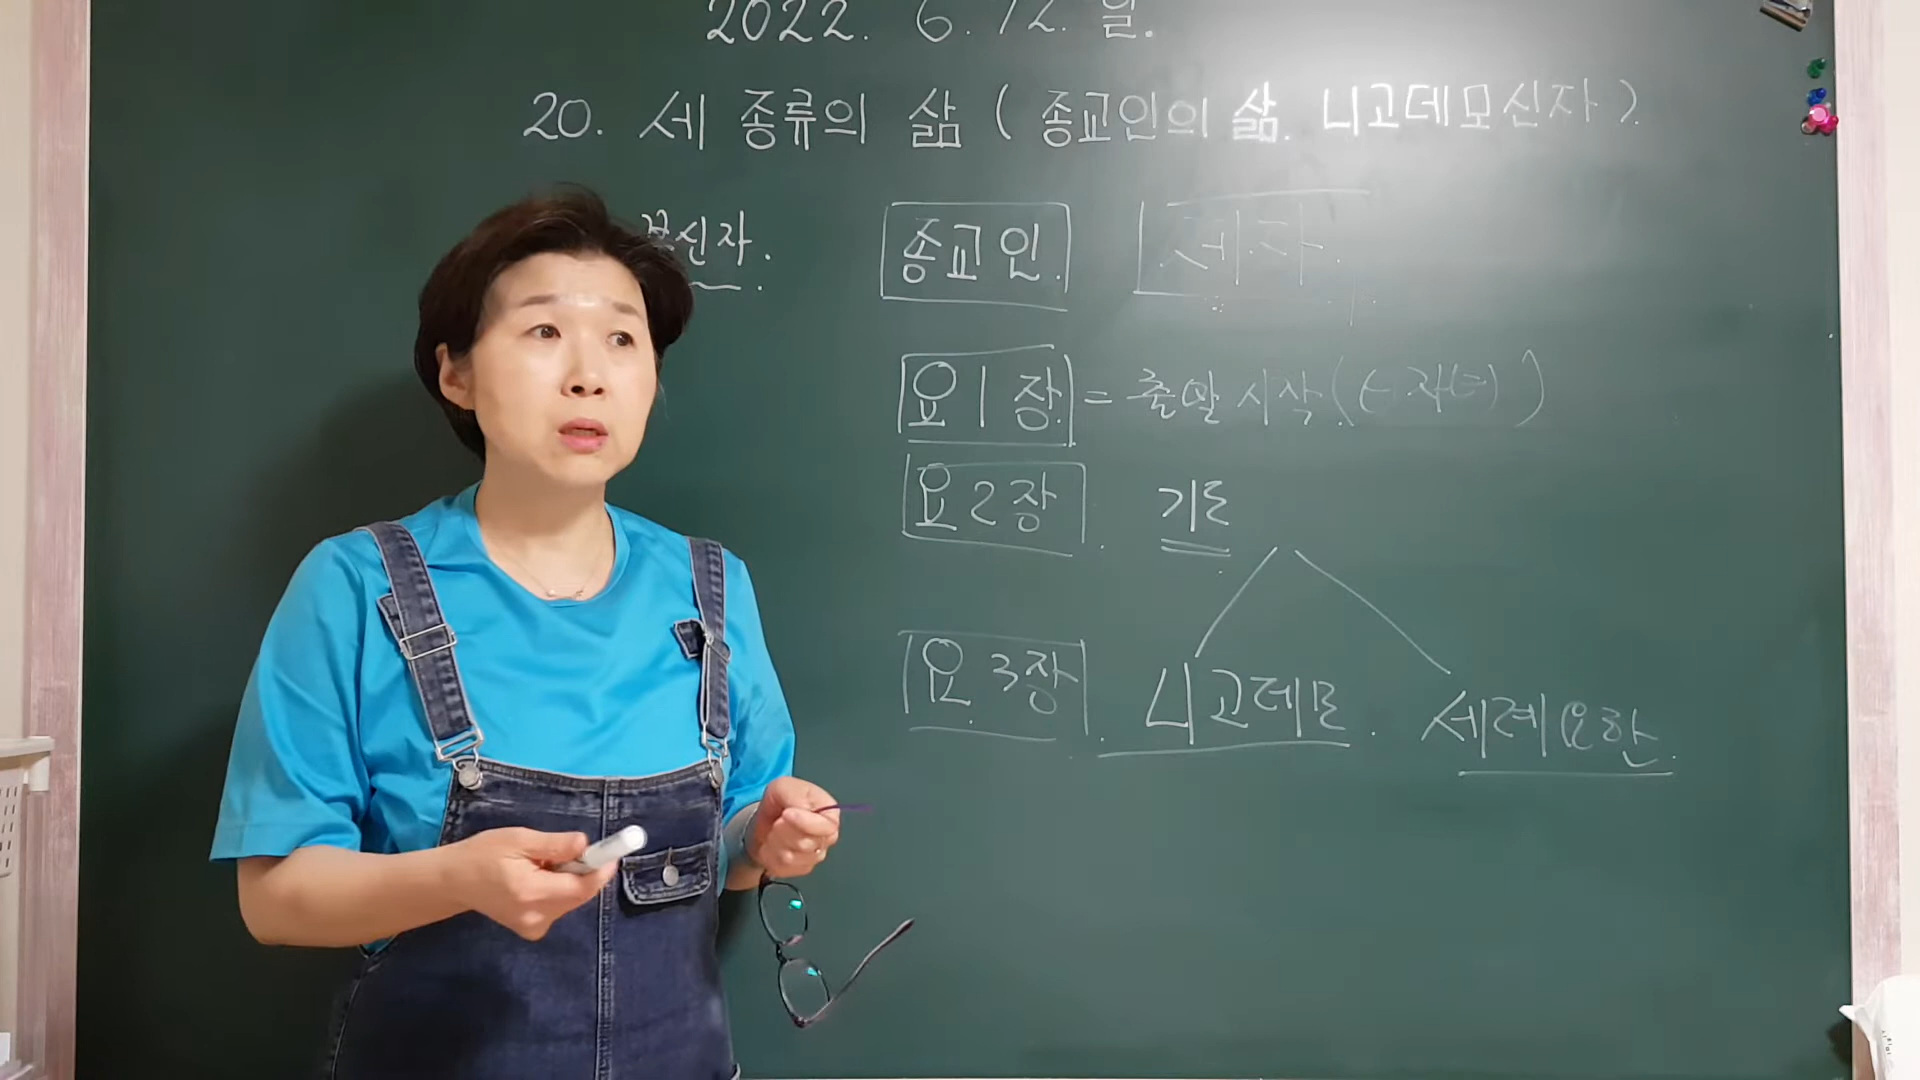 2022. 6. 12. 일.
20. 세 종류의 삶 ( 종교인의 삶. 니고데모신자 ).
불신자. 종교인. 제자.
요 1 장. = 출발 시작 (
요 2 장. 기도
요. 3 장. 니고데모. 세례요한.